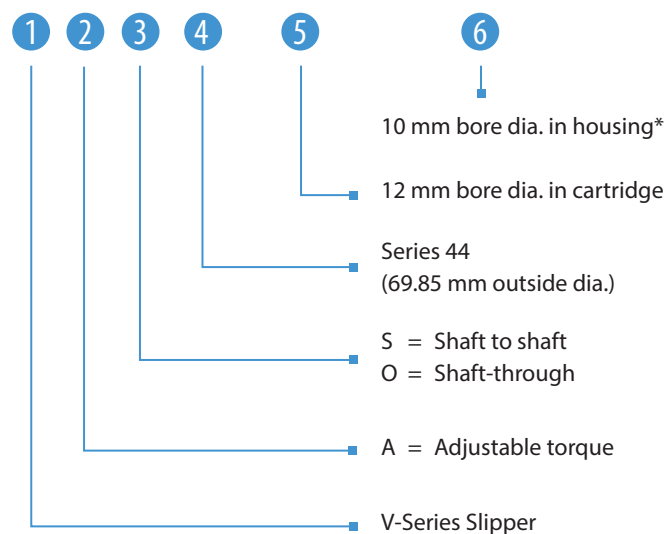 1 2 3 4 5 6
10 mm bore dia. in housing*
12 mm bore dia. in cartridge
Series 44
(69.85 mm outside dia.)
S = Shaft to shaft
O = Shaft-through
A = Adjustable torque
V-Series Slipper